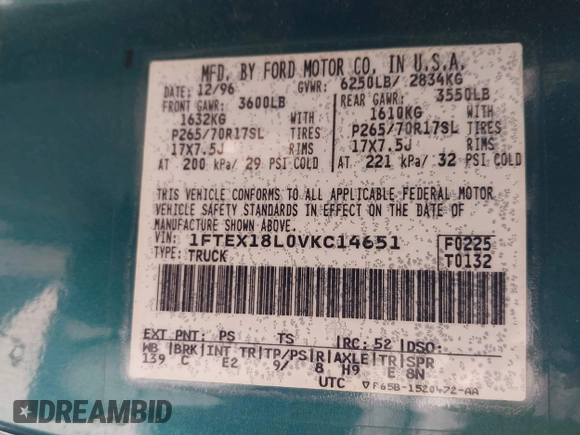 MFD. BY FORD MOTOR CO. IN U.S.A.
DATE: 12/96 GVWR: 6250LB/ 2834KG
FRONT GAWR: 3600LB REAR GAWR: 3550LB
1632KG WITH 1610KG WITH
P265/70R17SL TIRES P265/70R17SL TIRES
17X7.5J RIMS 17X7.5J RIMS
AT 200 kPa/ 29 PSI COLD AT 221 kPa/ 32 PSI COLD
THIS VEHICLE CONFORMS TO ALL APPLICABLE FEDERAL MOTOR
VEHICLE SAFETY STANDARDS IN EFFECT ON THE DATE OF
MANUFACTURE SHOWN ABOVE.
VIN: 1FTEX18L0VKC14651 F0225
TYPE: TRUCK T0132
EXT PNT: PS TS RC: 52 DSO:
WB BRK INT TR TP/PS R AXLE TR SPR
139 C E2 9/ 8 H9 E 8N
UTC F65B-1520472-AA
DREAMBID